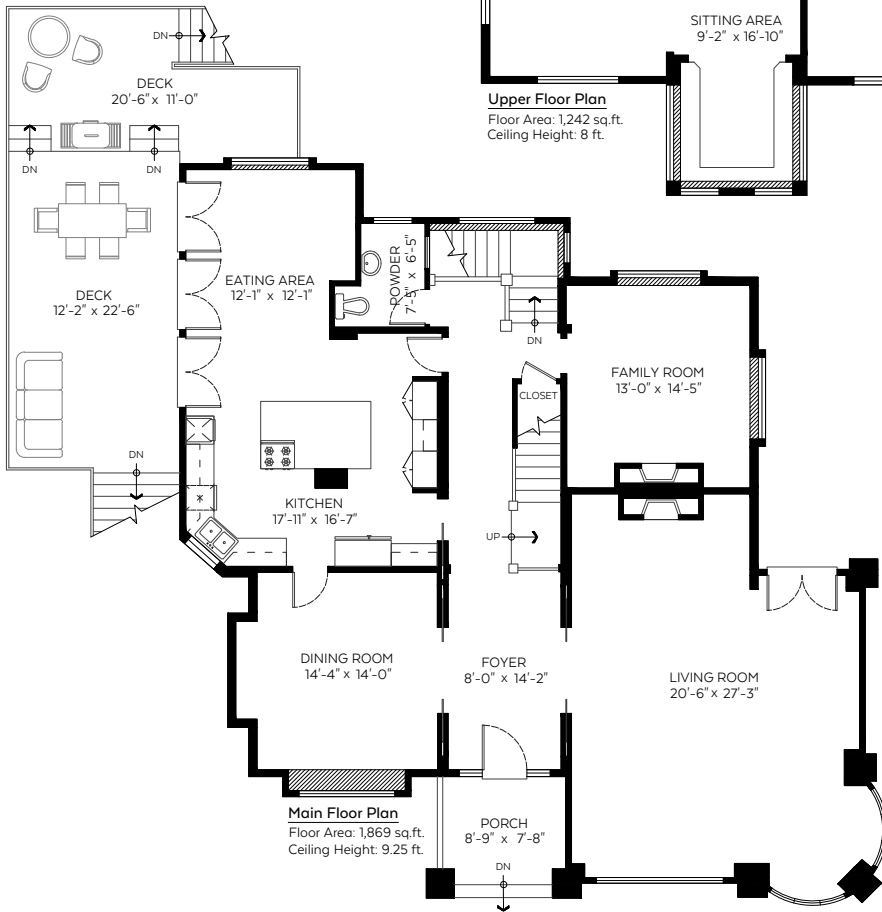 SITTING AREA
9'-2" x 16'-10"
DN
DECK
20'-6" x 11'-0"
Upper Floor Plan
Floor Area: 1,242 sq.ft.
Ceiling Height: 8 ft.
DN
DN
POWDER
7'-5" x 6'-5"
EATING AREA
12'-1" x 12'-1"
DECK
12'-2" x 22'-6"
DN
FAMILY ROOM
13'-0" x 14'-5"
CLOSET
DN
KITCHEN
17'-11" x 16'-7"
UP
DINING ROOM
14'-4" x 14'-0"
FOYER
8'-0" x 14'-2"
LIVING ROOM
20'-6" x 27'-3"
Main Floor Plan
Floor Area: 1,869 sq.ft.
Ceiling Height: 9.25 ft.
PORCH
8'-9" x 7'-8"
DN